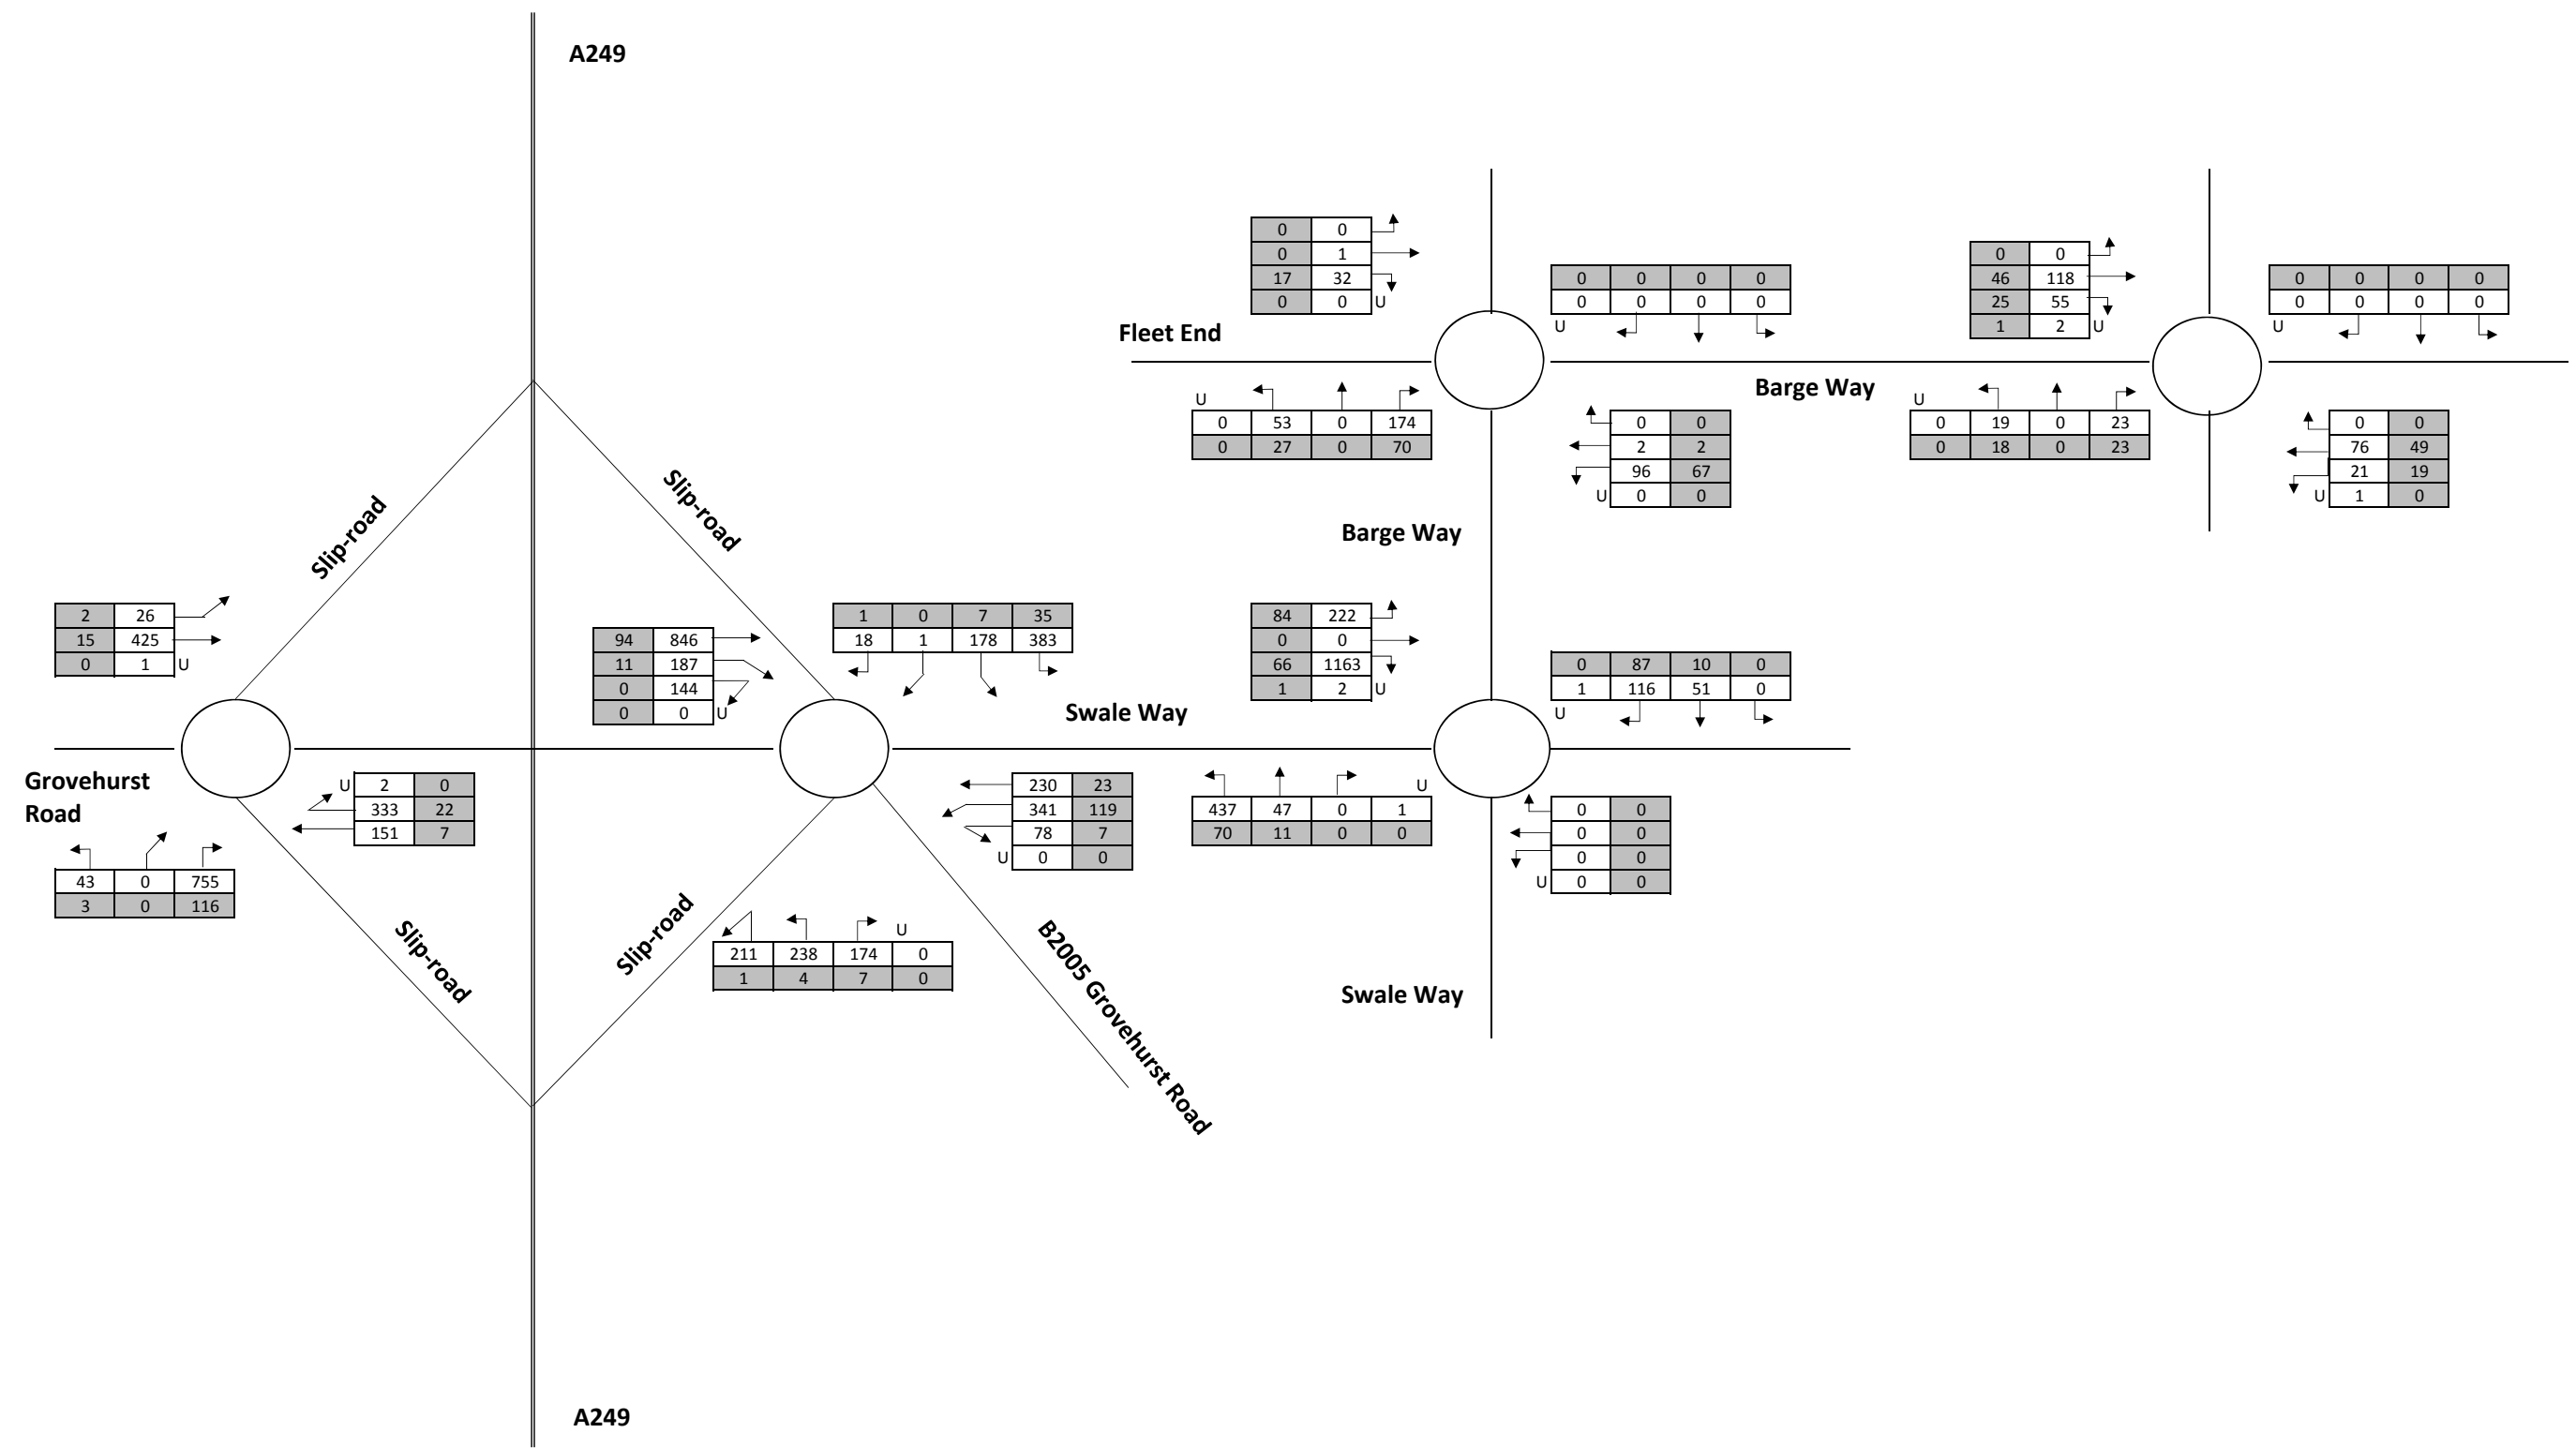 A249
0 0
0 1
17 32
0 0 U
0 0 0 0
0 0 0 0
U
0 0
46 118
25 55
1 2 U
0 0 0 0
0 0 0 0
U
Fleet End
Barge Way
U
0 53 0 174
0 27 0 70
0 0
2 2
96 67
U 0 0
U
0 19 0 23
0 18 0 23
0 0
76 49
21 19
U 1 0
Slip-road
Slip-road
Barge Way
2 26
15 425
0 1 U
94 846
11 187
0 144
0 0 U
1 0 7 35
18 1 178 383
84 222
0 0
66 1163
1 2 U
0 87 10 0
1 116 51 0
U
Swale Way
Grovehurst
Road
U 2 0
333 22
151 7
43 0 755
3 0 116
230 23
341 119
78 7
U 0 0
U
437 47 0 1
70 11 0 0
0 0
0 0
0 0
U 0 0
Slip-road
Slip-road
U
211 238 174 0
1 4 7 0
B2005 Grovehurst Road
Swale Way
A249